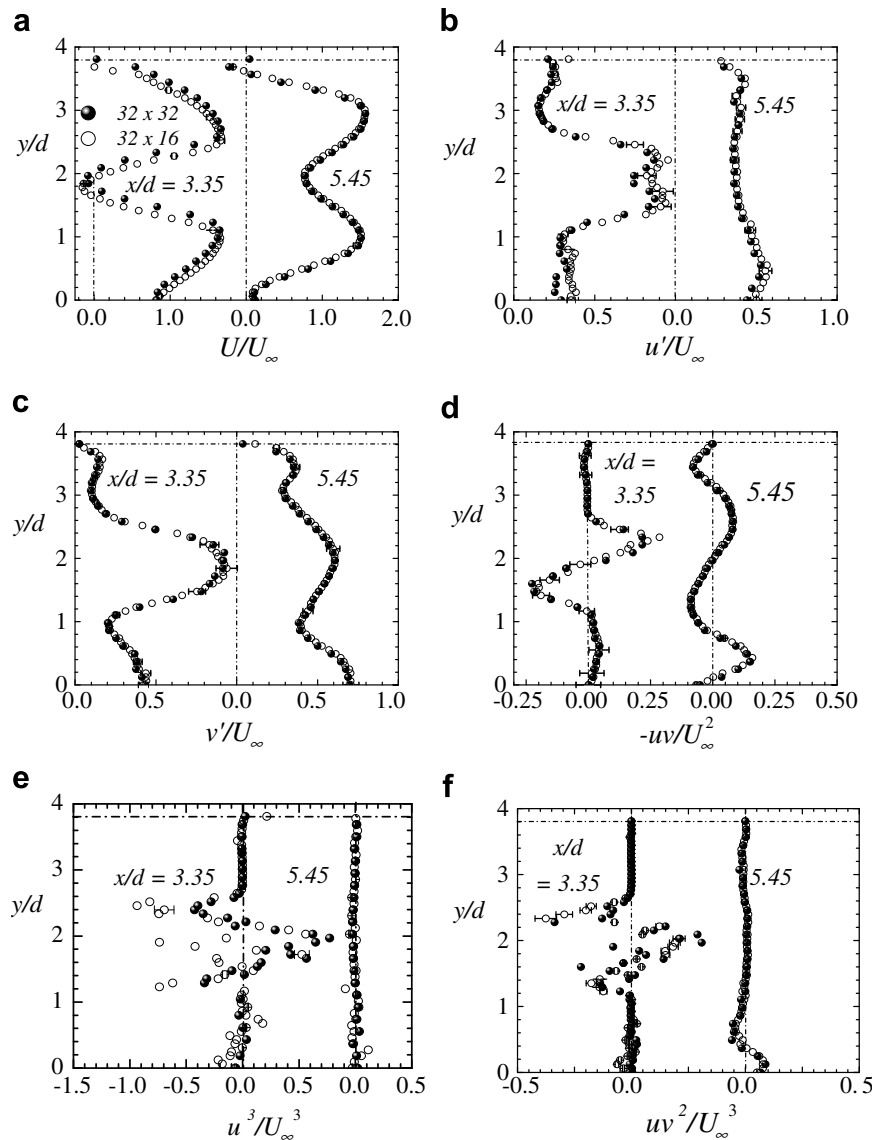 a
4
3
2
1
0
y/d
32 x 32
32 x 16
x/d = 3.35
5.45
0.0 1.0 0.0 1.0 2.0
U/U∞
b
4
3
2
1
0
y/d
x/d = 3.35
5.45
0.0 0.5 0.0 0.5 1.0
u'/U∞
c
4
3
2
1
0
y/d
x/d = 3.35
5.45
0.0 0.5 0.0 0.5 1.0
v'/U∞
d
4
3
2
1
0
y/d
x/d =
3.35
5.45
-0.25 0.00 0.25 0.00 0.25 0.50
-uv/U∞²
e
4
3
2
1
0
y/d
x/d = 3.35
5.45
-1.5 -1.0 -0.5 0.0 0.5 0.0 0.5
u³/U∞³
f
4
3
2
1
0
y/d
x/d
= 3.35
5.45
-0.5 0.0 0.0 0.5
uv²/U∞³